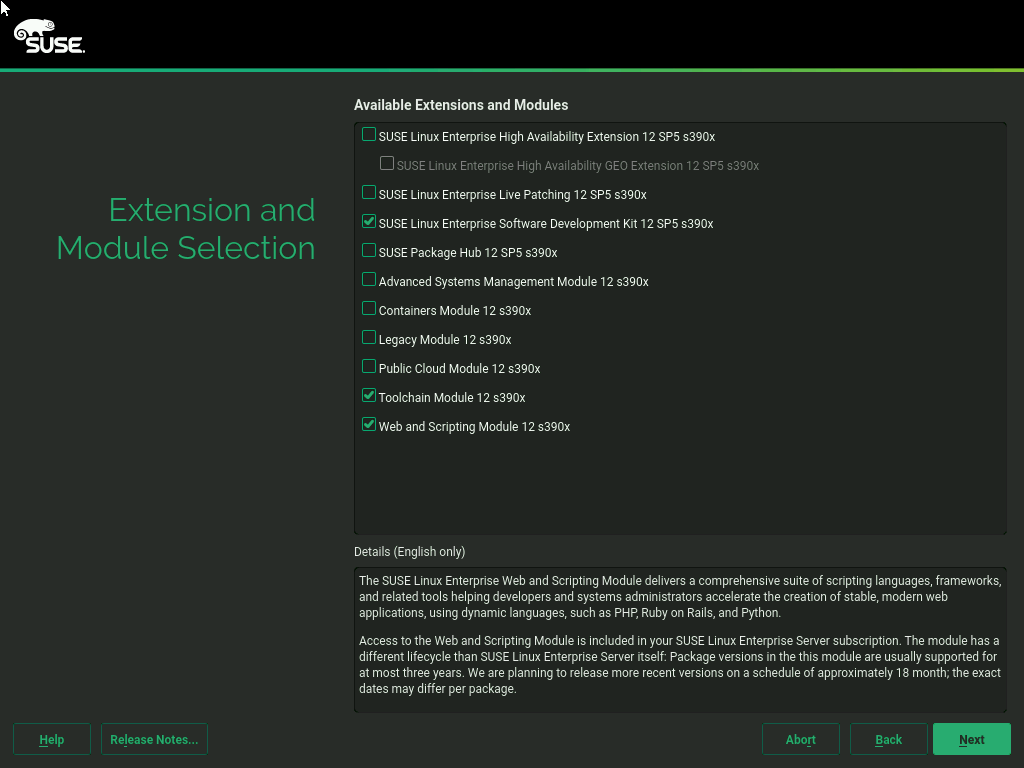 SUSE.
Available Extensions and Modules
SUSE Linux Enterprise High Availability Extension 12 SP5 s390x
SUSE Linux Enterprise High Availability GEO Extension 12 SP5 s390x
SUSE Linux Enterprise Live Patching 12 SP5 s390x
Extension and
Module Selection
SUSE Linux Enterprise Software Development Kit 12 SP5 s390x
SUSE Package Hub 12 SP5 s390x
Advanced Systems Management Module 12 s390x
Containers Module 12 s390x
Legacy Module 12 s390x
Public Cloud Module 12 s390x
Toolchain Module 12 s390x
Web and Scripting Module 12 s390x
Details (English only)
The SUSE Linux Enterprise Web and Scripting Module delivers a comprehensive suite of scripting languages, frameworks,
and related tools helping developers and systems administrators accelerate the creation of stable, modern web
applications, using dynamic languages, such as PHP, Ruby on Rails, and Python.
Access to the Web and Scripting Module is included in your SUSE Linux Enterprise Server subscription. The module has a
different lifecycle than SUSE Linux Enterprise Server itself: Package versions in the this module are usually supported for
at most three years. We are planning to release more recent versions on a schedule of approximately 18 month; the exact
dates may differ per package.
Help
Release Notes...
Abort
Back
Next